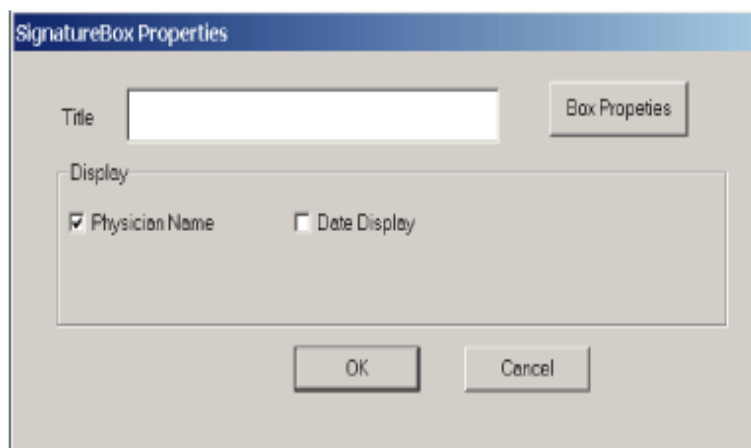 SignatureBox Properties
Title
Box Propeties
Display
Physician Name
Date Display
OK
Cancel